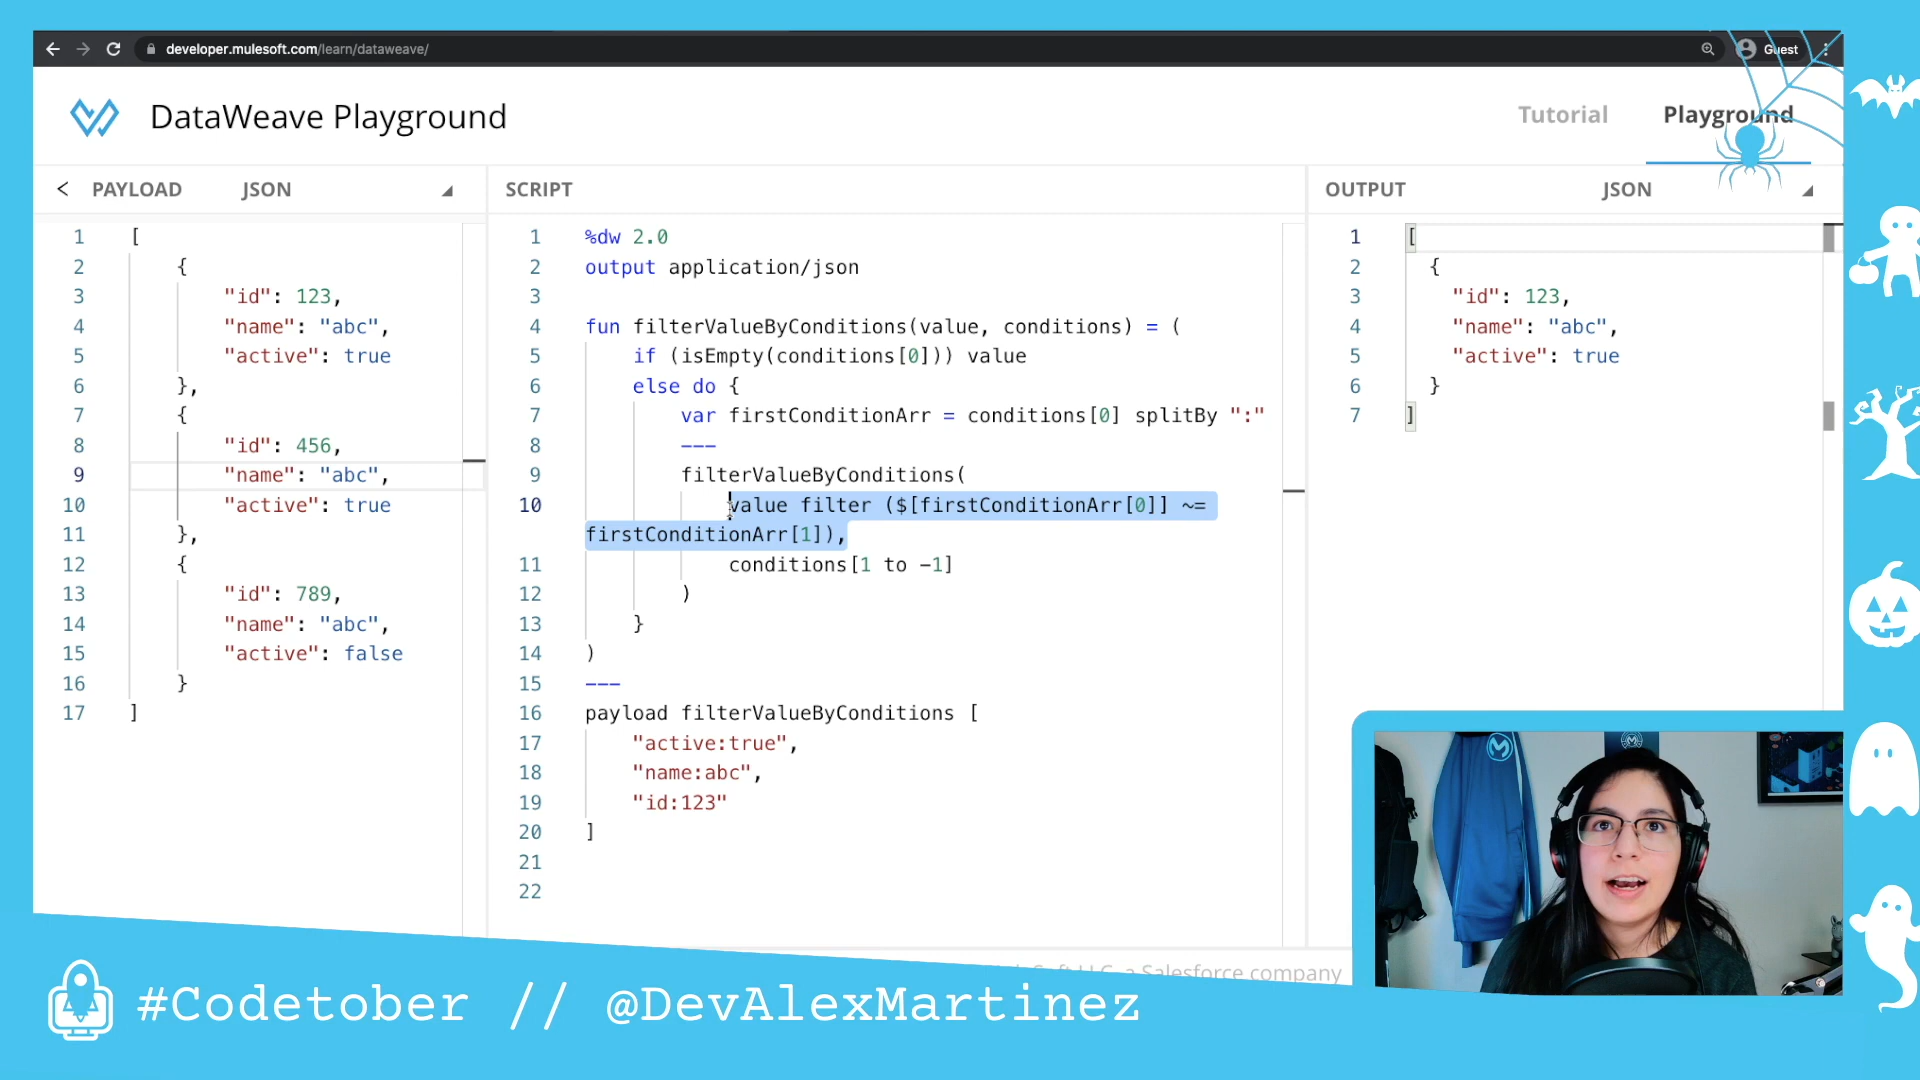 developer.mulesoft.com/learn/dataweave/
Guest
DataWeave Playground
Tutorial
Playground
< PAYLOAD JSON
1 [
2 {
3 "id": 123,
4 "name": "abc",
5 "active": true
6 },
7 {
8 "id": 456,
9 "name": "abc",
10 "active": true
11 },
12 {
13 "id": 789,
14 "name": "abc",
15 "active": false
16 }
17 ]
SCRIPT
1 %dw 2.0
2 output application/json
3
4 fun filterValueByConditions(value, conditions) = (
5 if (isEmpty(conditions[0])) value
6 else do {
7 var firstConditionArr = conditions[0] splitBy ":"
8 ---
9 filterValueByConditions(
10 value filter ($[firstConditionArr[0]] ~=
firstConditionArr[1]),
11 conditions[1 to -1]
12 )
13 }
14 )
15 ---
16 payload filterValueByConditions [
17 "active:true",
18 "name:abc",
19 "id:123"
20 ]
21
22
OUTPUT JSON
1 [
2 {
3 "id": 123,
4 "name": "abc",
5 "active": true
6 }
7 ]
LLC, a Salesforce company
#Codetober // @DevAlexMartinez